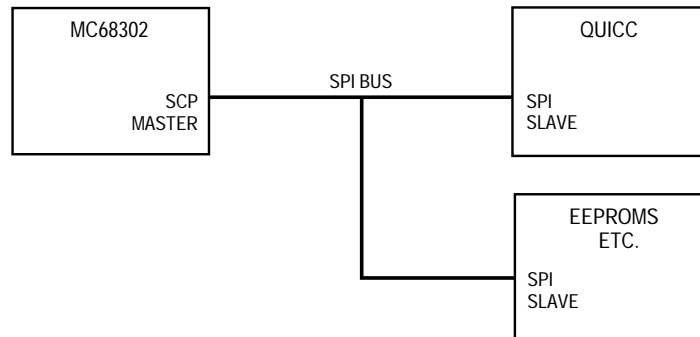 MC68302
SCP
MASTER
SPI BUS
QUICC
SPI
SLAVE
EEPROMS
ETC.
SPI
SLAVE